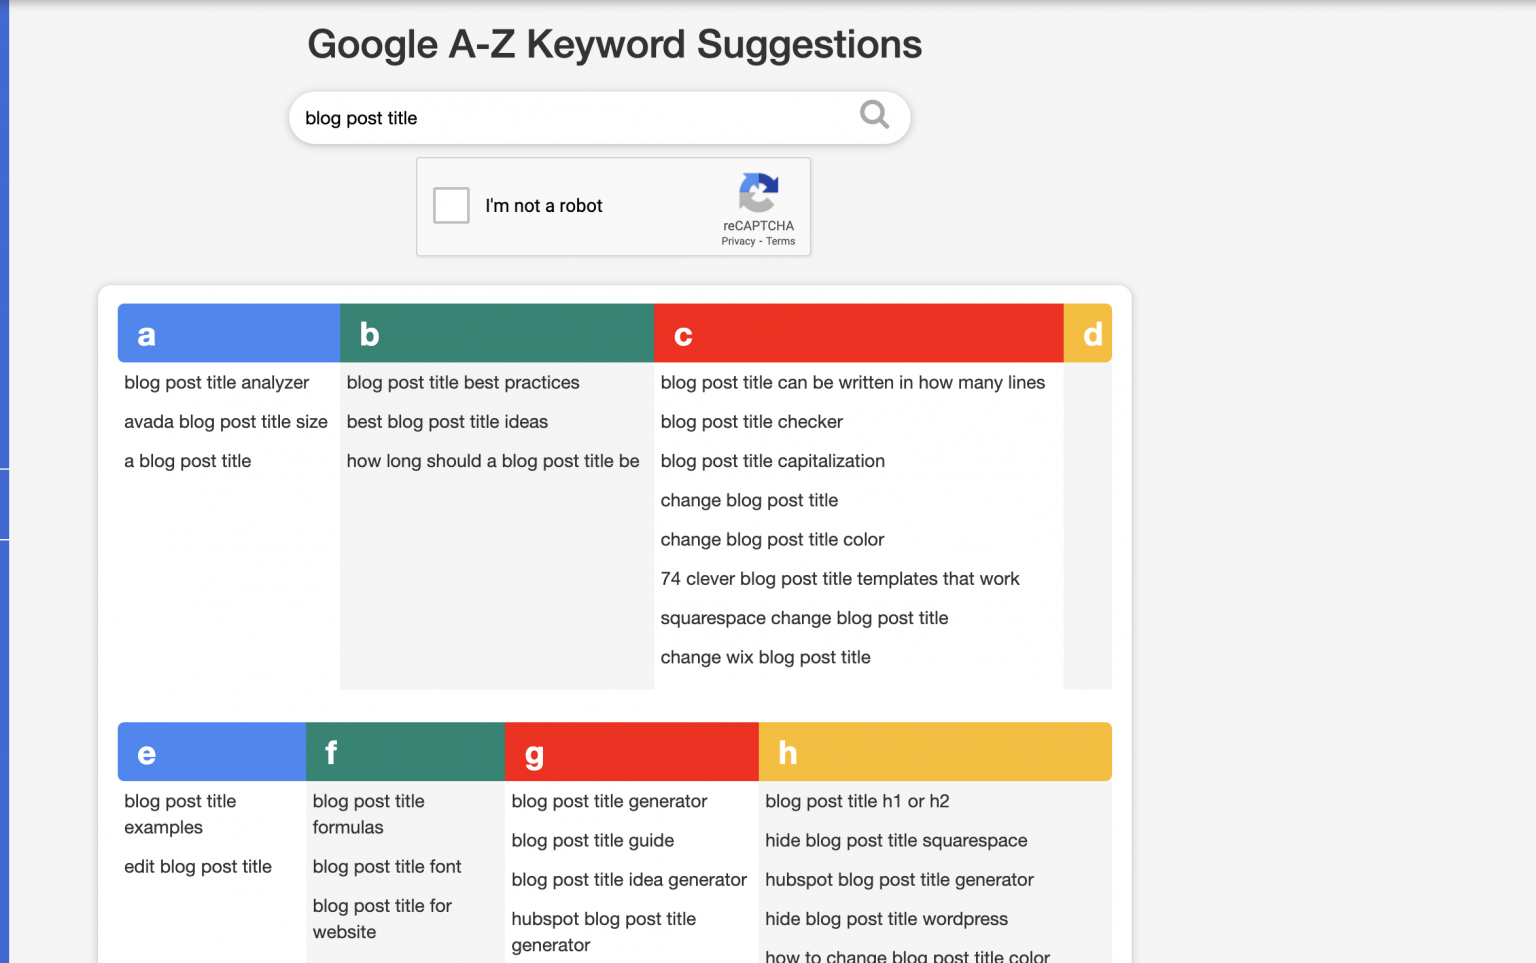 Google A-Z Keyword Suggestions
blog post title
I'm not a robot
reCAPTCHA
Privacy - Terms
a
blog post title analyzer
avada blog post title size
a blog post title
b
blog post title best practices
best blog post title ideas
how long should a blog post title be
c
blog post title can be written in how many lines
blog post title checker
blog post title capitalization
change blog post title
change blog post title color
74 clever blog post title templates that work
squarespace change blog post title
change wix blog post title
d
e
blog post title
examples
edit blog post title
f
blog post title
formulas
blog post title font
blog post title for
website
g
blog post title generator
blog post title guide
blog post title idea generator
hubspot blog post title
generator
h
blog post title h1 or h2
hide blog post title squarespace
hubspot blog post title generator
hide blog post title wordpress
how to change blog post title color